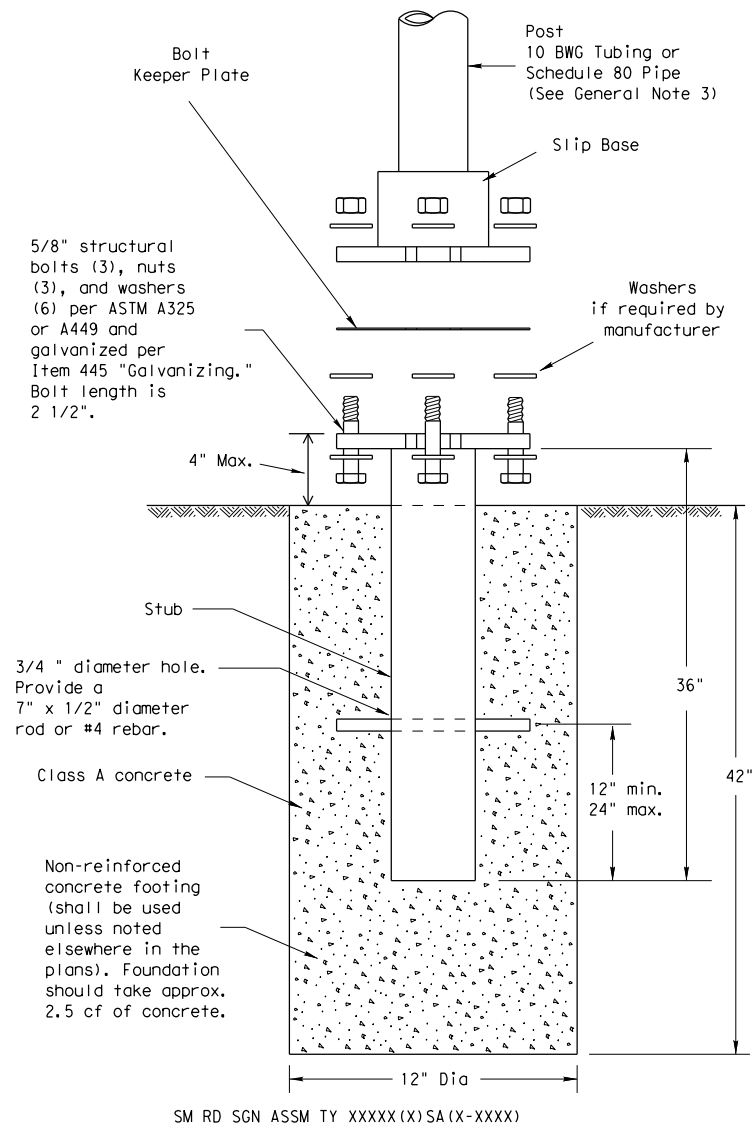 Bolt
Keeper Plate
Post
10 BWG Tubing or
Schedule 80 Pipe
(See General Note 3)
Slip Base
5/8" structural
bolts (3), nuts
(3), and washers
(6) per ASTM A325
or A449 and
galvanized per
Item 445 "Galvanizing."
Bolt length is
2 1/2".
Washers
if required by
manufacturer
4" Max.
Stub
3/4 " diameter hole.
Provide a
7" x 1/2" diameter
rod or #4 rebar.
36"
12" min.
24" max.
42"
Class A concrete
Non-reinforced
concrete footing
(shall be used
unless noted
elsewhere in the
plans). Foundation
should take approx.
2.5 cf of concrete.
12" Dia
SM RD SGN ASSM TY XXXXX(X)SA(X-XXXX)